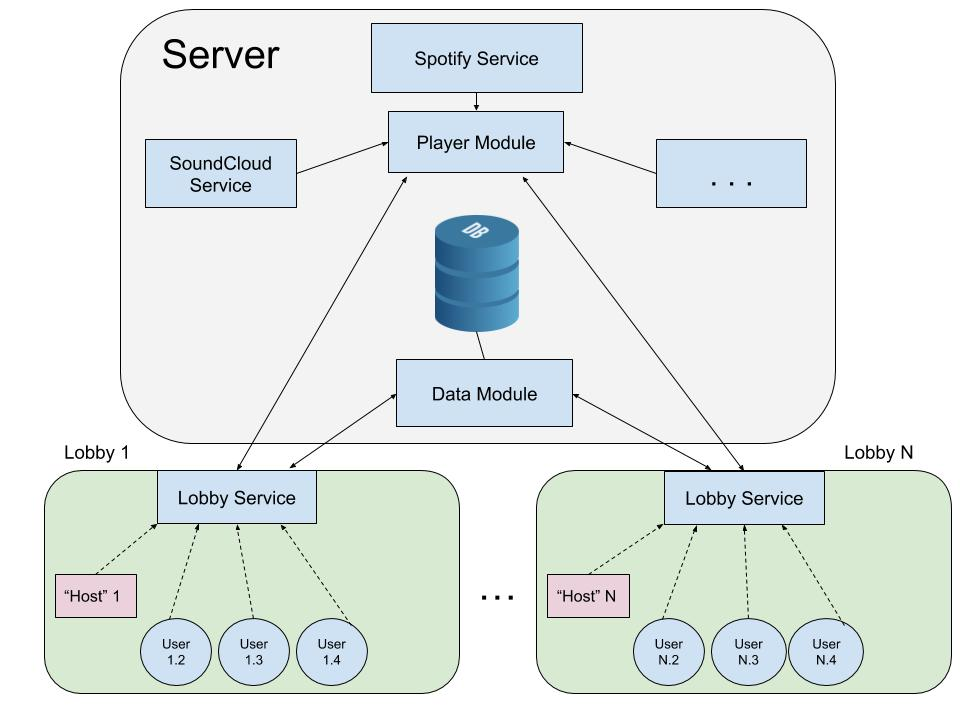 Server
Spotify Service
Player Module
SoundCloud
Service
. . .
DB
Data Module
Lobby 1
Lobby N
Lobby Service
Lobby Service
“Host” 1
“Host” N
. . .
User
1.2
User
1.3
User
1.4
User
N.2
User
N.3
User
N.4